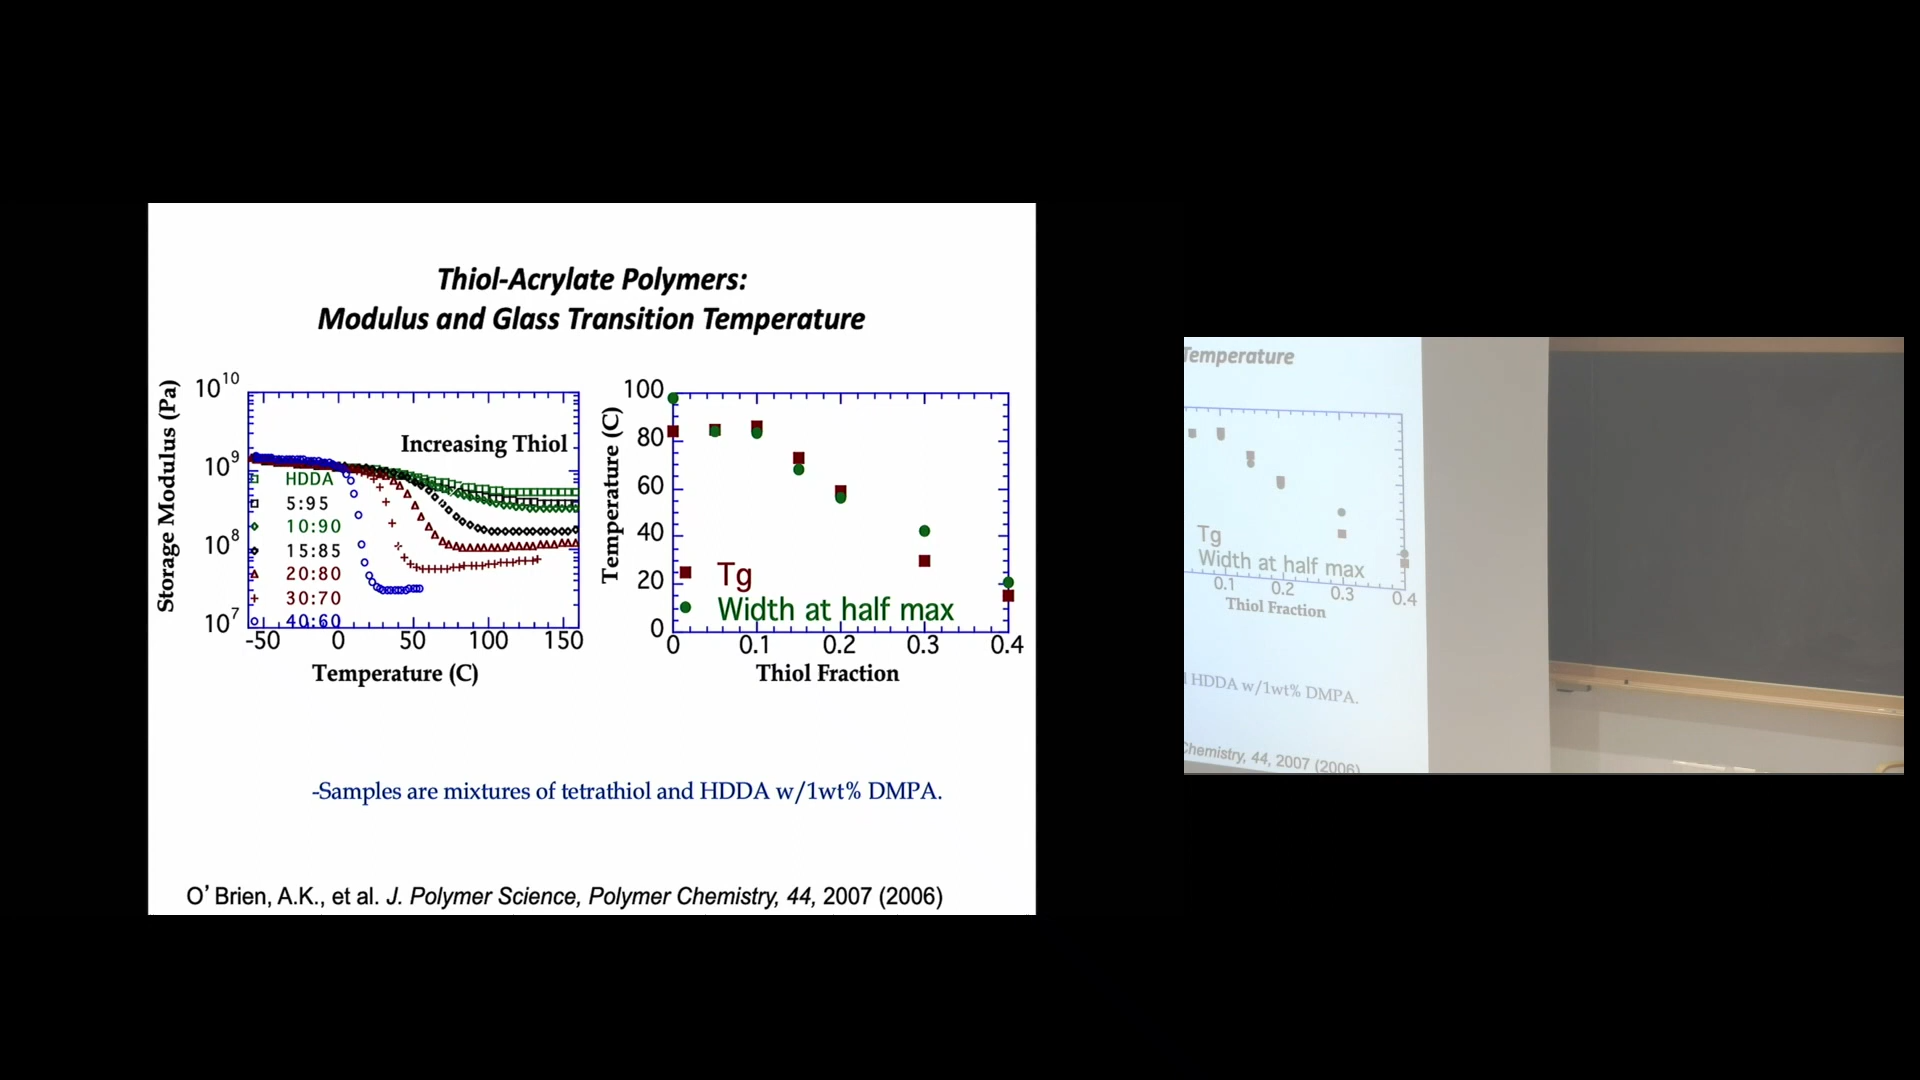 Thiol-Acrylate Polymers:
Modulus and Glass Transition Temperature
Storage Modulus (Pa)
10^10
10^9
10^8
10^7
Increasing Thiol
HDDA
5:95
10:90
15:85
20:80
30:70
40:60
-50 0 50 100 150
Temperature (C)
Temperature (C)
100
80
60
40
20
0
Tg
Width at half max
0 0.1 0.2 0.3 0.4
Thiol Fraction
-Samples are mixtures of tetrathiol and HDDA w/1wt% DMPA.
O’Brien, A.K., et al. J. Polymer Science, Polymer Chemistry, 44, 2007 (2006)
Temperature
Tg
Width at half max
0.1 0.2 0.3 0.4
Thiol Fraction
HDDA w/1wt% DMPA.
Chemistry, 44, 2007 (2006)